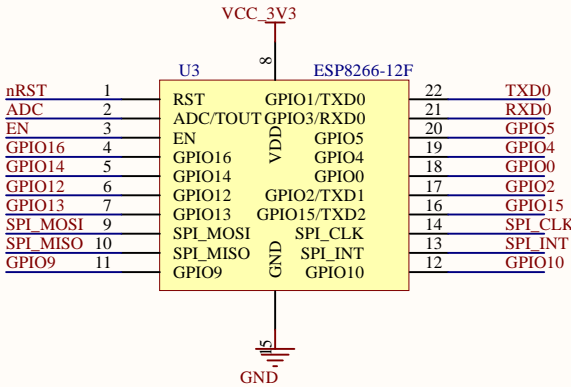 VCC_3V3
U3 8 ESP8266-12F
nRST 1 RST GPIO1/TXD0 22 TXD0
ADC 2 ADC/TOUT GPIO3/RXD0 21 RXD0
EN 3 EN VDD GPIO5 20 GPIO5
GPIO16 4 GPIO16 GPIO4 19 GPIO4
GPIO14 5 GPIO14 GPIO0 18 GPIO0
GPIO12 6 GPIO12 GPIO2/TXD1 17 GPIO2
GPIO13 7 GPIO13 GPIO15/TXD2 16 GPIO15
SPI_MOSI 9 SPI_MOSI SPI_CLK 14 SPI_CLK
SPI_MISO 10 SPI_MISO GND SPI_INT 13 SPI_INT
GPIO9 11 GPIO9 GPIO10 12 GPIO10
15
GND